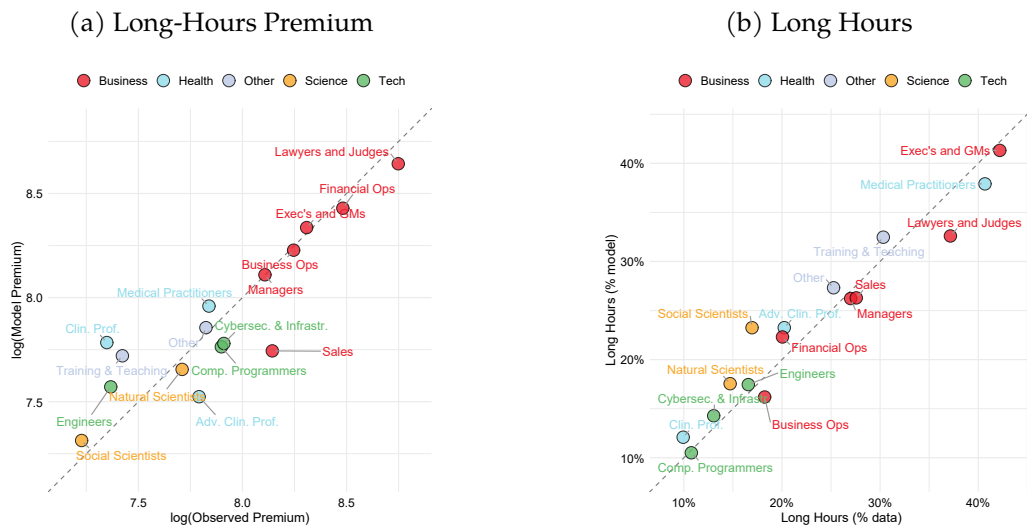 (a) Long-Hours Premium
Business Health Other Science Tech
Lawyers and Judges
Financial Ops
Exec's and GMs
Business Ops
Managers
Medical Practitioners
Cybersec. & Infrastr.
Clin. Prof.
Other
Sales
Training & Teaching
Comp. Programmers
Natural Scientists
Engineers
Adv. Clin. Prof.
Social Scientists
8.5
8.0
7.5
log(Model Premium)
7.5 8.0 8.5
log(Observed Premium)
(b) Long Hours
Business Health Other Science Tech
Exec's and GMs
Medical Practitioners
Lawyers and Judges
Training & Teaching
Other
Sales
Social Scientists
Adv. Clin. Prof.
Managers
Financial Ops
Natural Scientists
Engineers
Cybersec. & Infrastr.
Business Ops
Clin. Prof.
Comp. Programmers
40%
30%
20%
10%
Long Hours (% model)
10% 20% 30% 40%
Long Hours (% data)